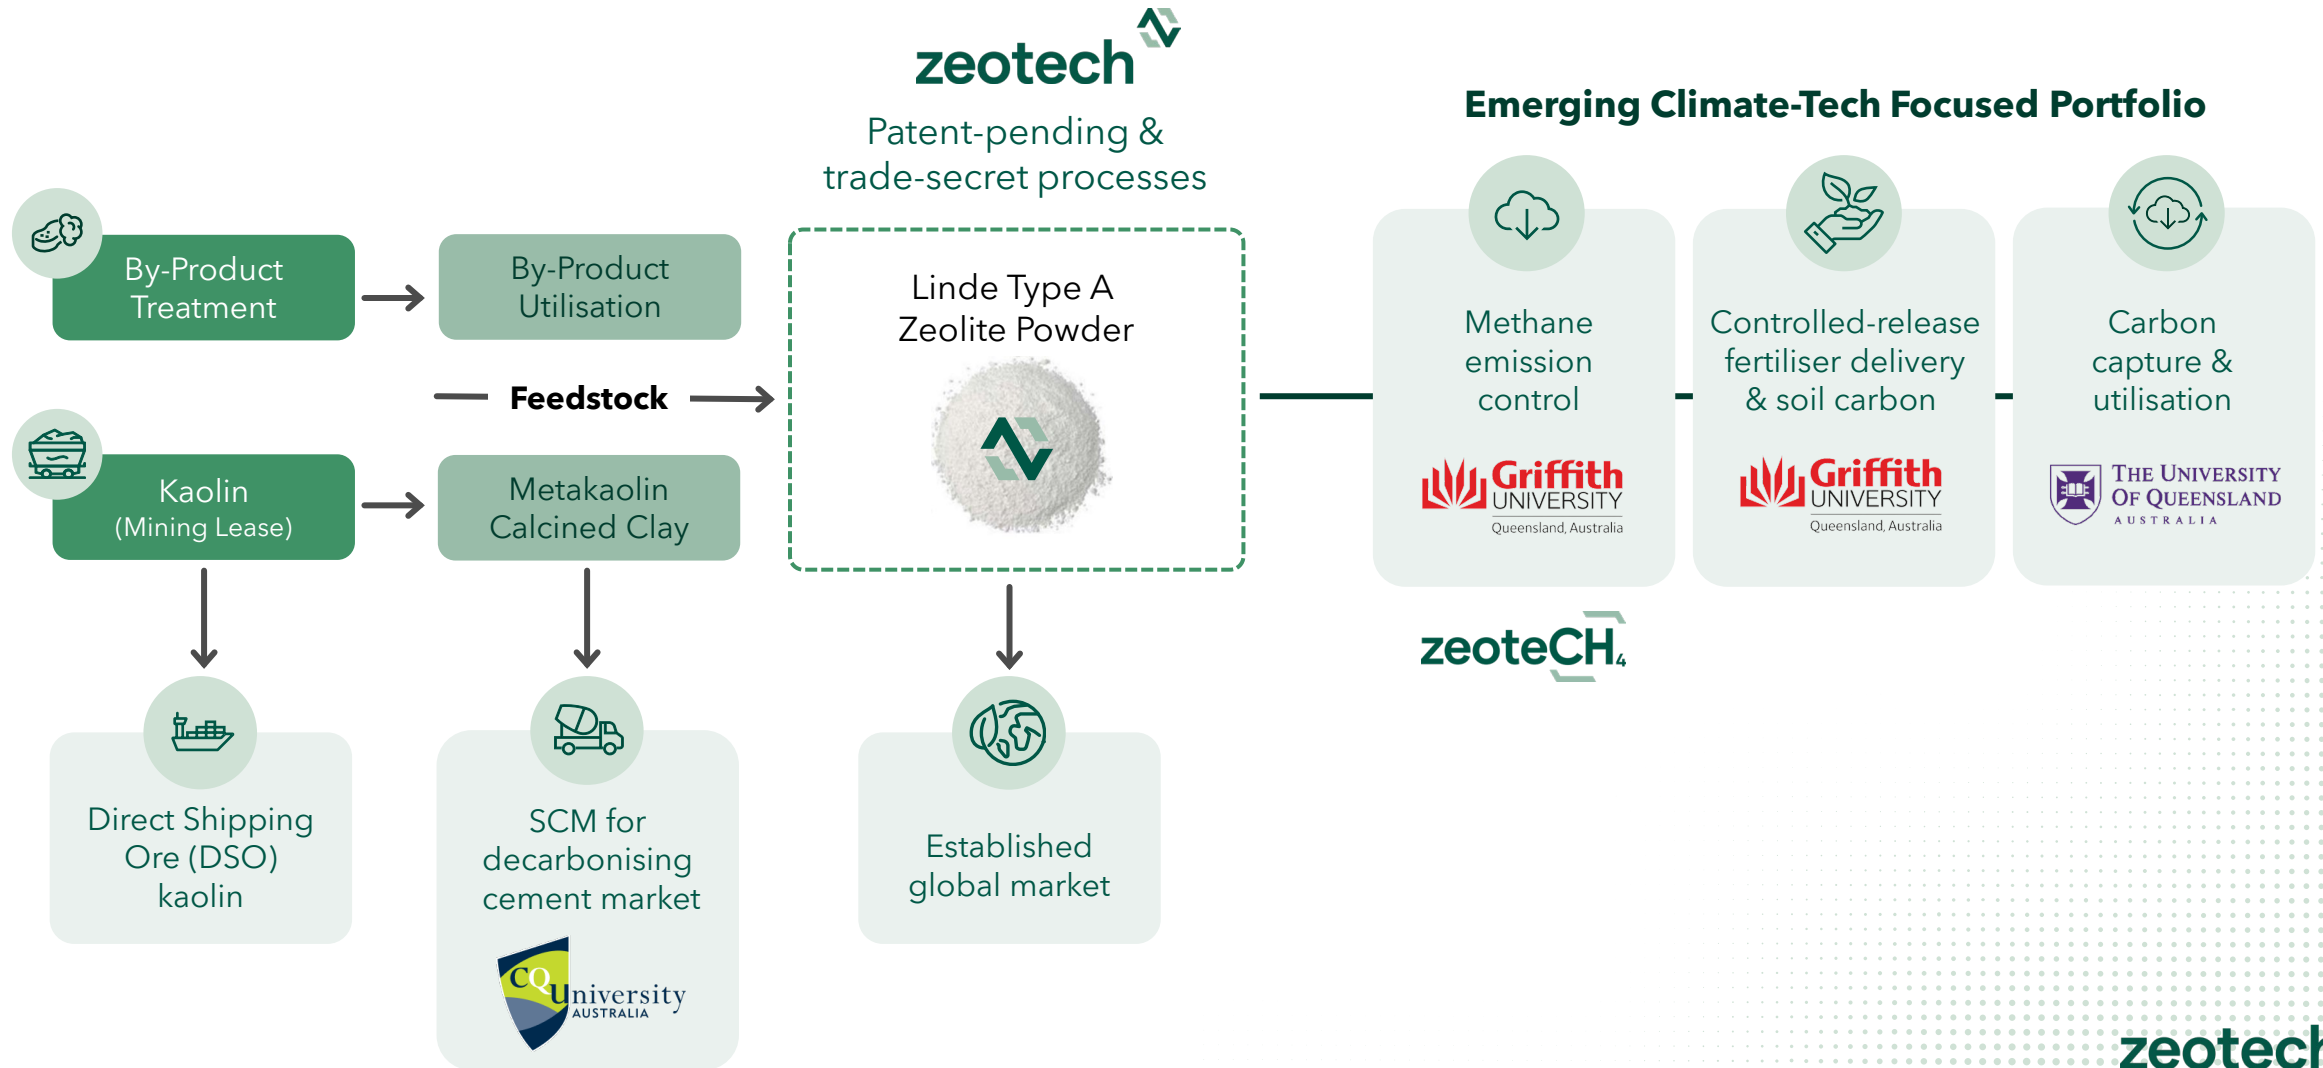 zeotech
Patent-pending &
trade-secret processes
Emerging Climate-Tech Focused Portfolio
By-Product
Treatment
By-Product
Utilisation
Feedstock
Kaolin
(Mining Lease)
Metakaolin
Calcined Clay
Linde Type A
Zeolite Powder
Methane
emission
control
Griffith
UNIVERSITY
Queensland, Australia
Controlled-release
fertiliser delivery
& soil carbon
Griffith
UNIVERSITY
Queensland, Australia
Carbon
capture &
utilisation
THE UNIVERSITY
OF QUEENSLAND
AUSTRALIA
zeoteCH4
Direct Shipping
Ore (DSO)
kaolin
SCM for
decarbonising
cement market
CQUniversity
AUSTRALIA
Established
global market
zeotech